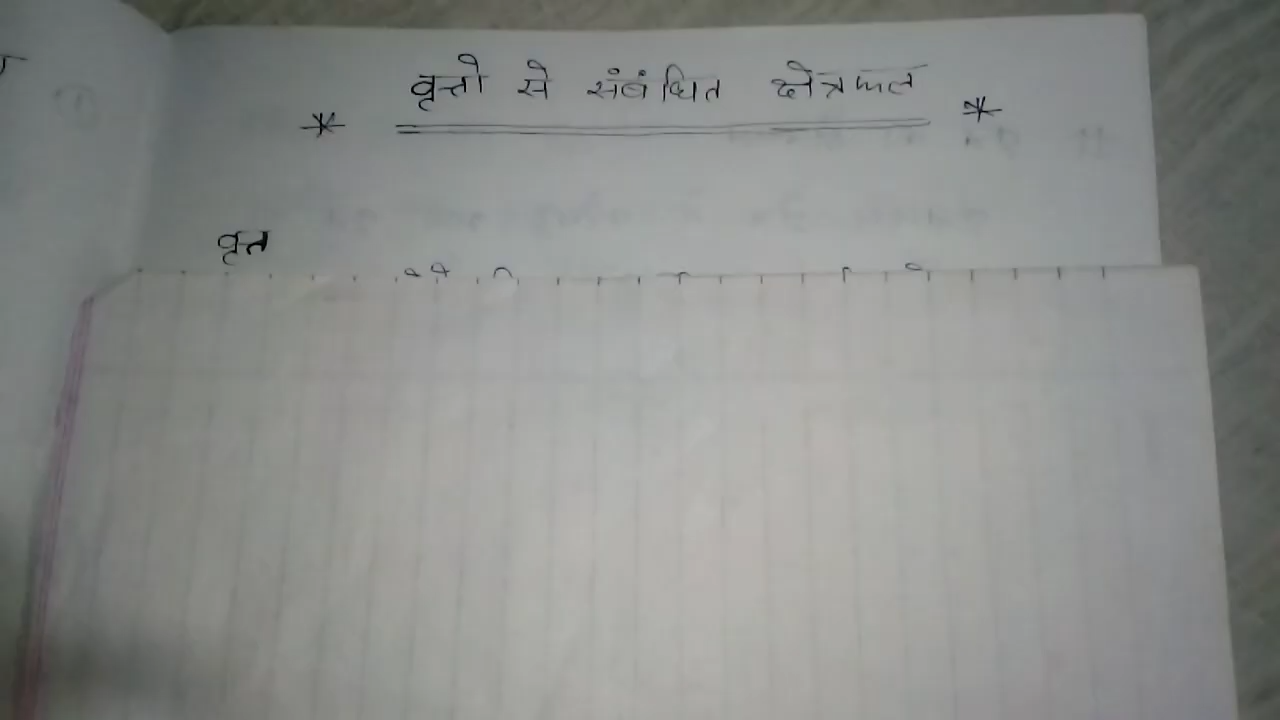 * वृत्तो से संबंधित क्षेत्रफल *
वृत्त